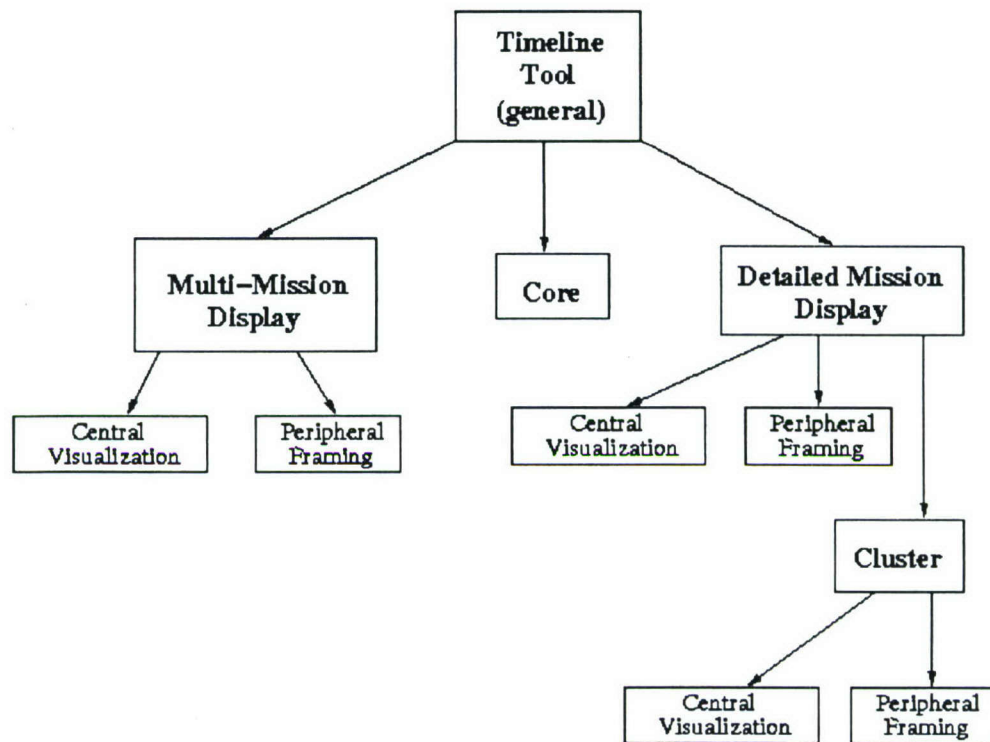 Timeline
Tool
(general)
Multi-Mission
Display
Core
Detailed Mission
Display
Central
Visualization
Peripheral
Framing
Central
Visualization
Peripheral
Framing
Cluster
Central
Visualization
Peripheral
Framing